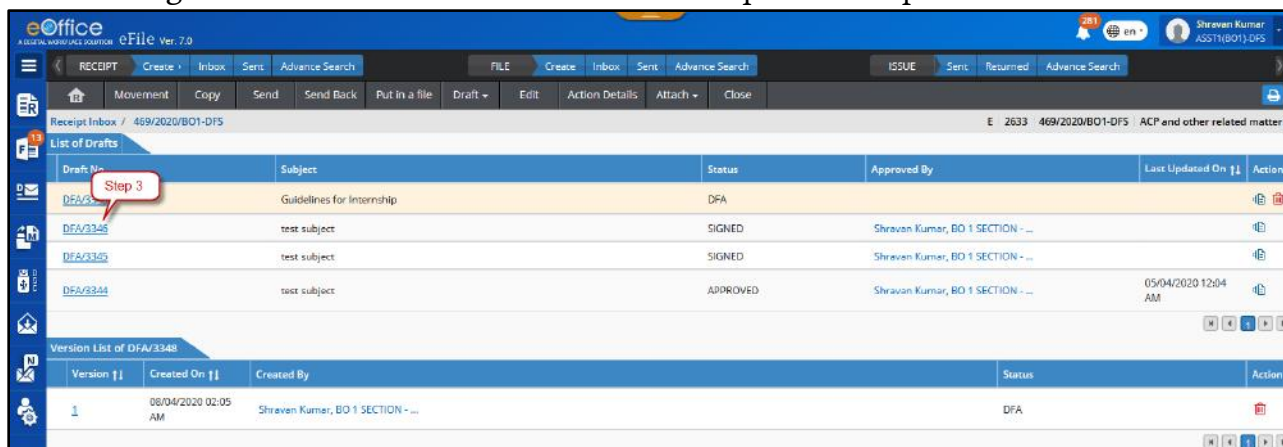 281
eOffice
A DIGITAL WORKPLACE SOLUTION eFile Ver. 7.0
en
Shravan Kumar
ASST1(BO1)-DFS
RECEIPT Create Inbox Sent Advance Search FILE Create Inbox Sent Advance Search ISSUE Sent Returned Advance Search
Movement Copy Send Send Back Put in a file Draft Edit Action Details Attach Close
Receipt Inbox / 469/2020/BO1-DFS E 2633 469/2020/BO1-DFS ACP and other related matter
13
List of Drafts
Draft No Subject Status Approved By Last Updated On Action
Step 3
Guidelines for Internship DFA
DFA/3346 test subject SIGNED Shravan Kumar, BO 1 SECTION - ...
DFA/3345 test subject SIGNED Shravan Kumar, BO 1 SECTION - ...
DFA/3344 test subject APPROVED Shravan Kumar, BO 1 SECTION - ... 05/04/2020 12:04 AM
1
Version List of DFA/3348
Version Created On Created By Status Action
1 08/04/2020 02:05 AM Shravan Kumar, BO 1 SECTION - ... DFA
1